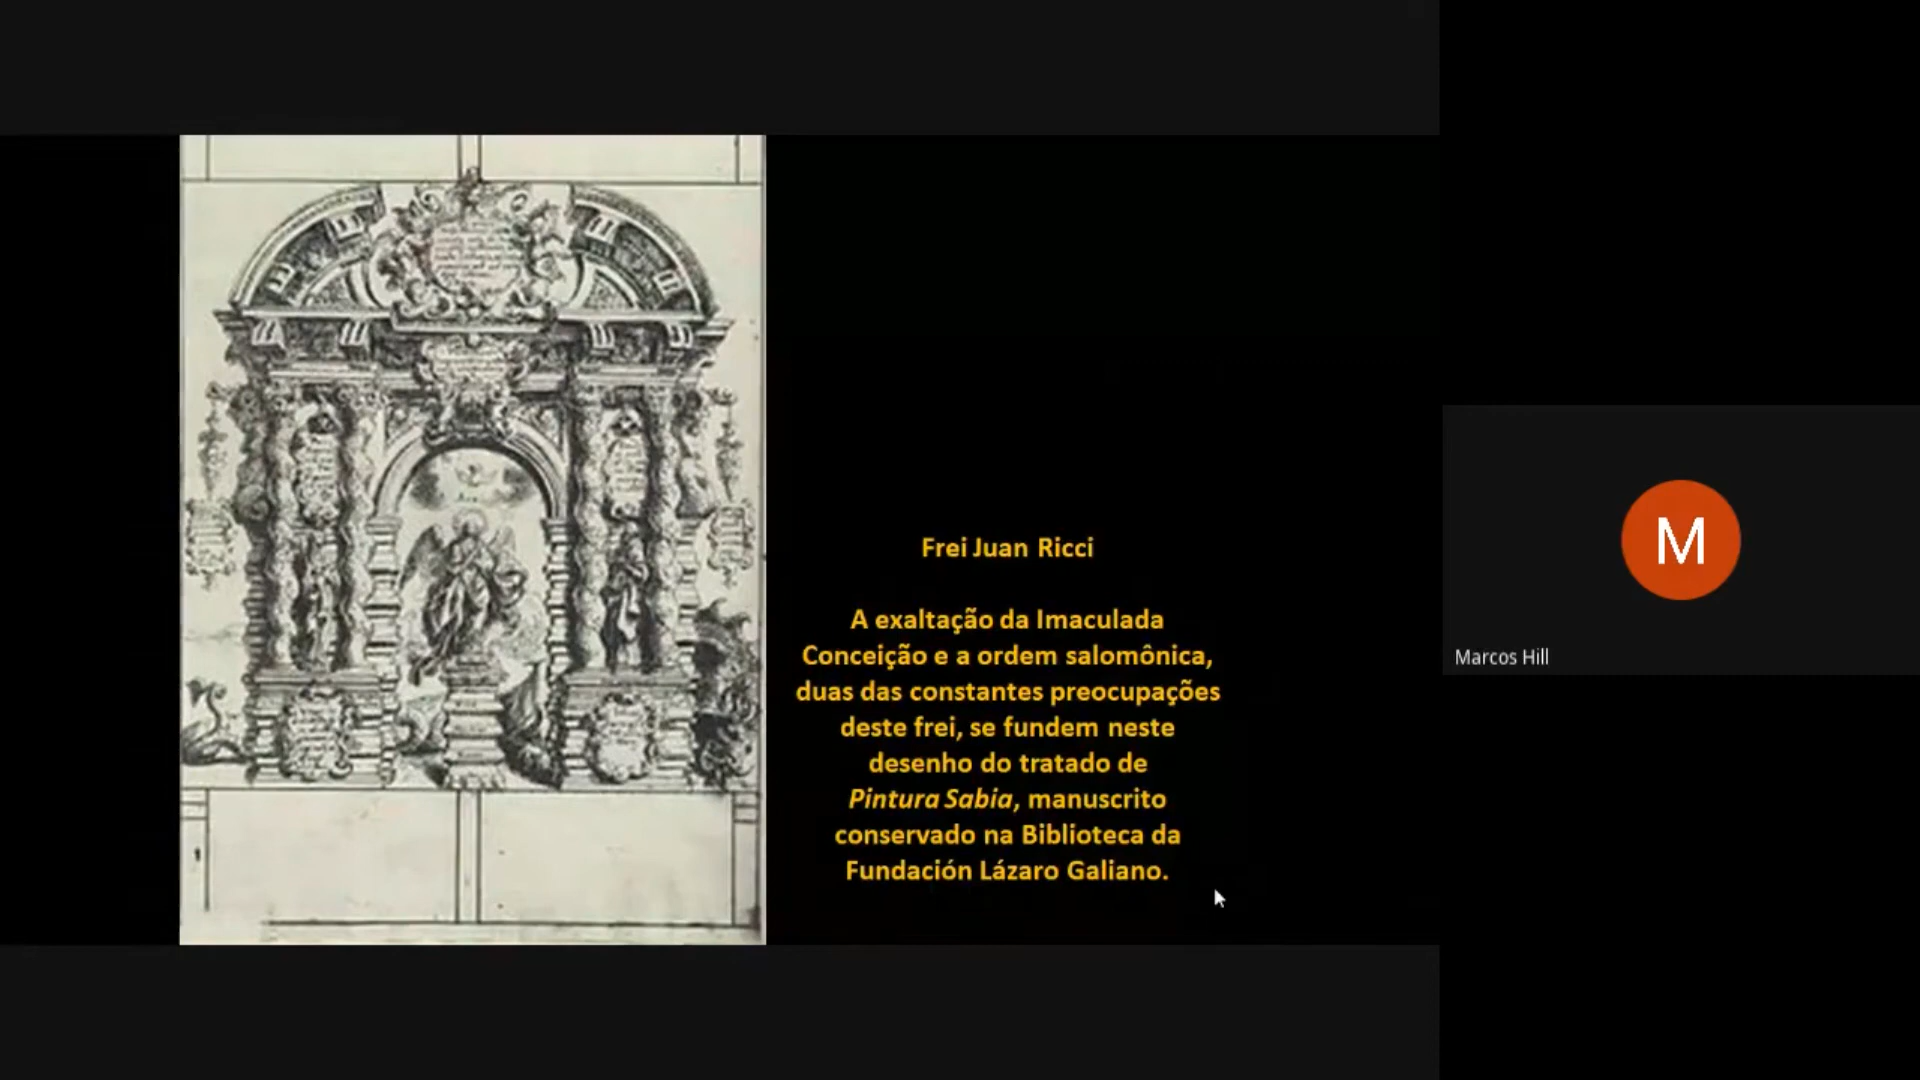 Frei Juan Ricci
A exaltação da Imaculada
Conceição e a ordem salomônica,
duas das constantes preocupações
deste frei, se fundem neste
desenho do tratado de
Pintura Sabia, manuscrito
conservado na Biblioteca da
Fundación Lázaro Galiano.
M
Marcos Hill